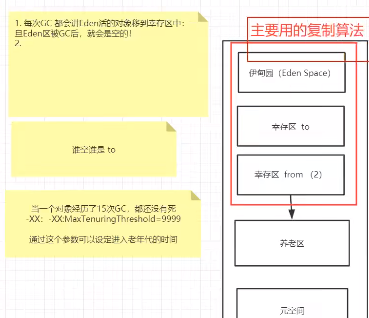 1. 每次GC 都会讲Eden活的对象移到幸存区中:
旦Eden区被GC后，就会是空的!
2.
谁空谁是 to
当一个对象经历了15次GC，都还没有死
-XX: -XX:MaxTenuringThreshold=9999
通过这个参数可以设定进入老年代的时间
主要用的复制算法
伊甸园（Eden Space）
幸存区 to
幸存区 from （2）
养老区
元空间